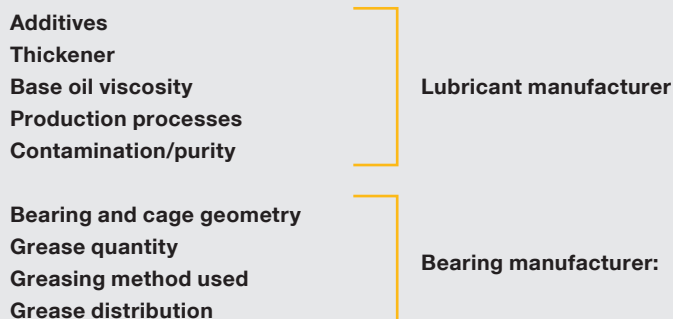 Additives
Thickener
Base oil viscosity
Lubricant manufacturer
Production processes
Contamination/purity
Bearing and cage geometry
Grease quantity
Bearing manufacturer:
Greasing method used
Grease distribution